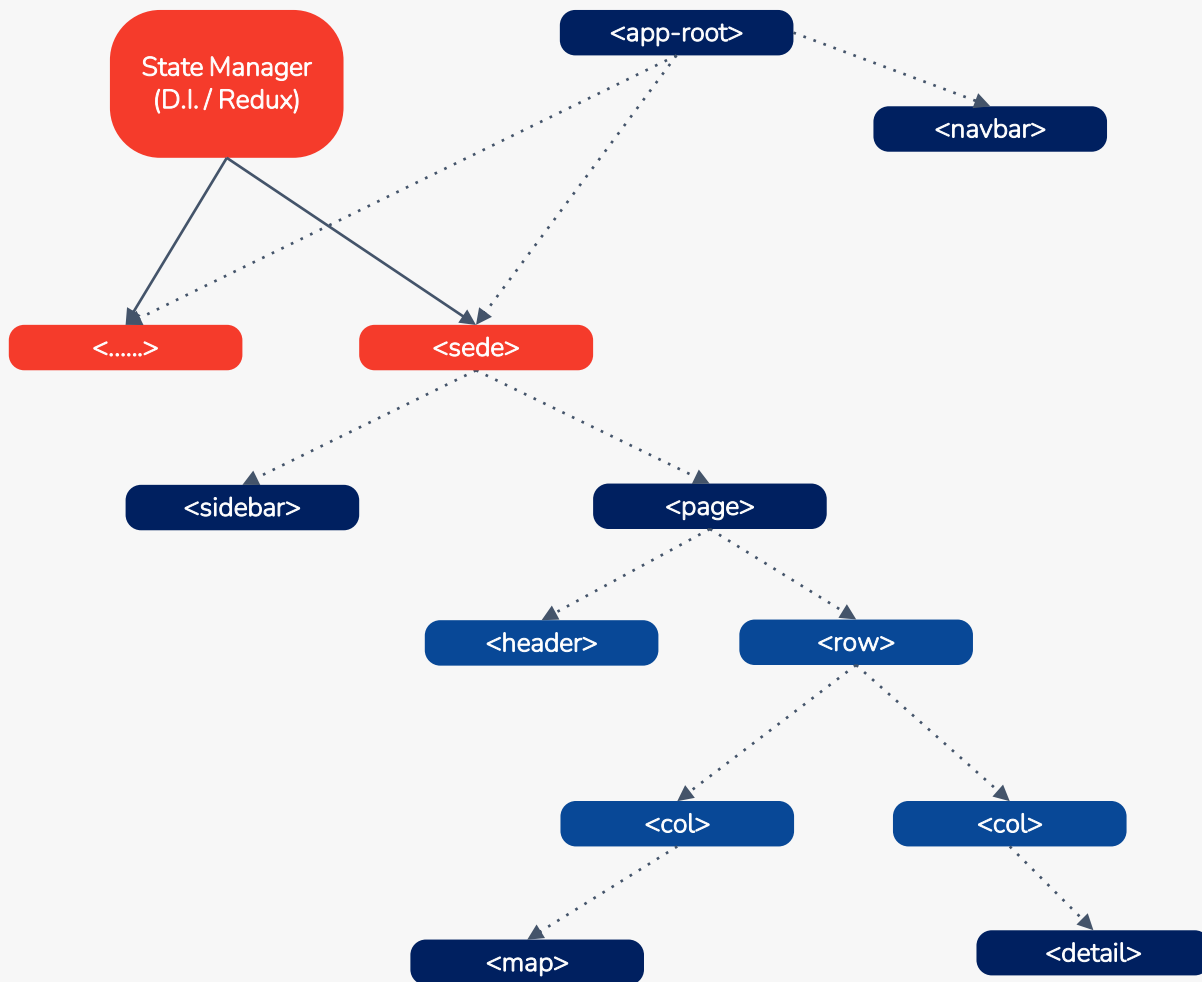 State Manager
(D.I. / Redux)
<app-root>
<navbar>
<......>
<sede>
<sidebar>
<page>
<header>
<row>
<col>
<col>
<map>
<detail>